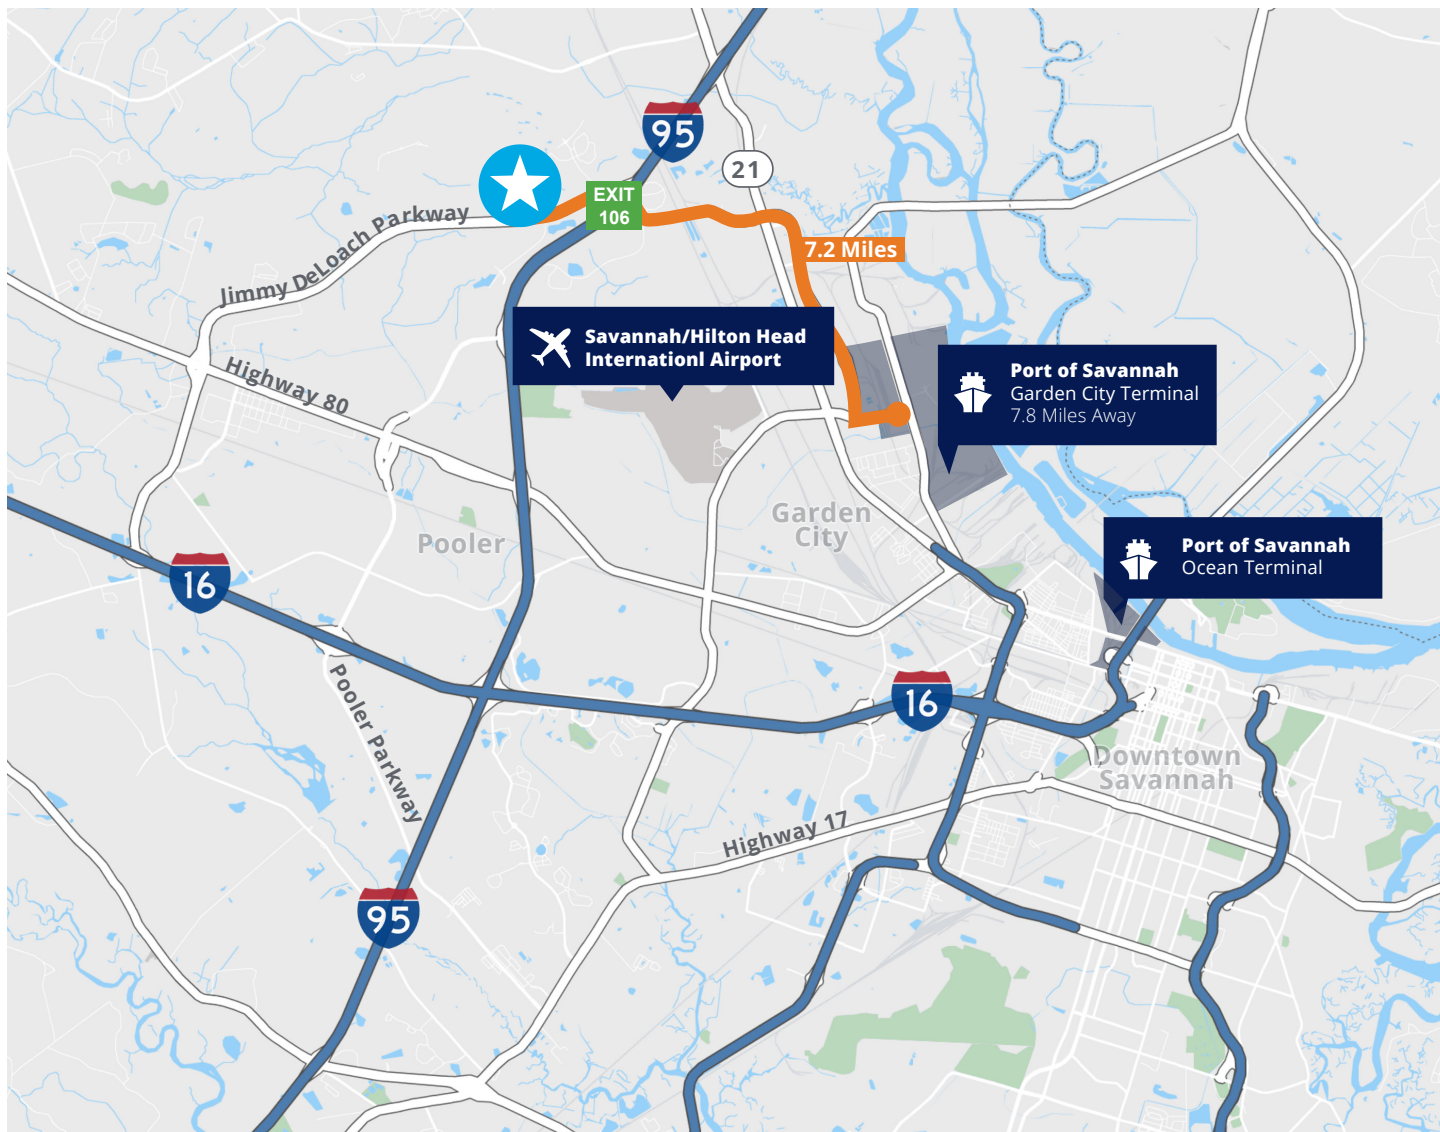 95
21
EXIT
106
Jimmy DeLoach Parkway
7.2 Miles
Savannah/Hilton Head
Internationl Airport
Port of Savannah
Garden City Terminal
7.8 Miles Away
Highway 80
Garden
City
Pooler
Port of Savannah
Ocean Terminal
16
Pooler Parkway
16
Downtown
Savannah
Highway 17
95